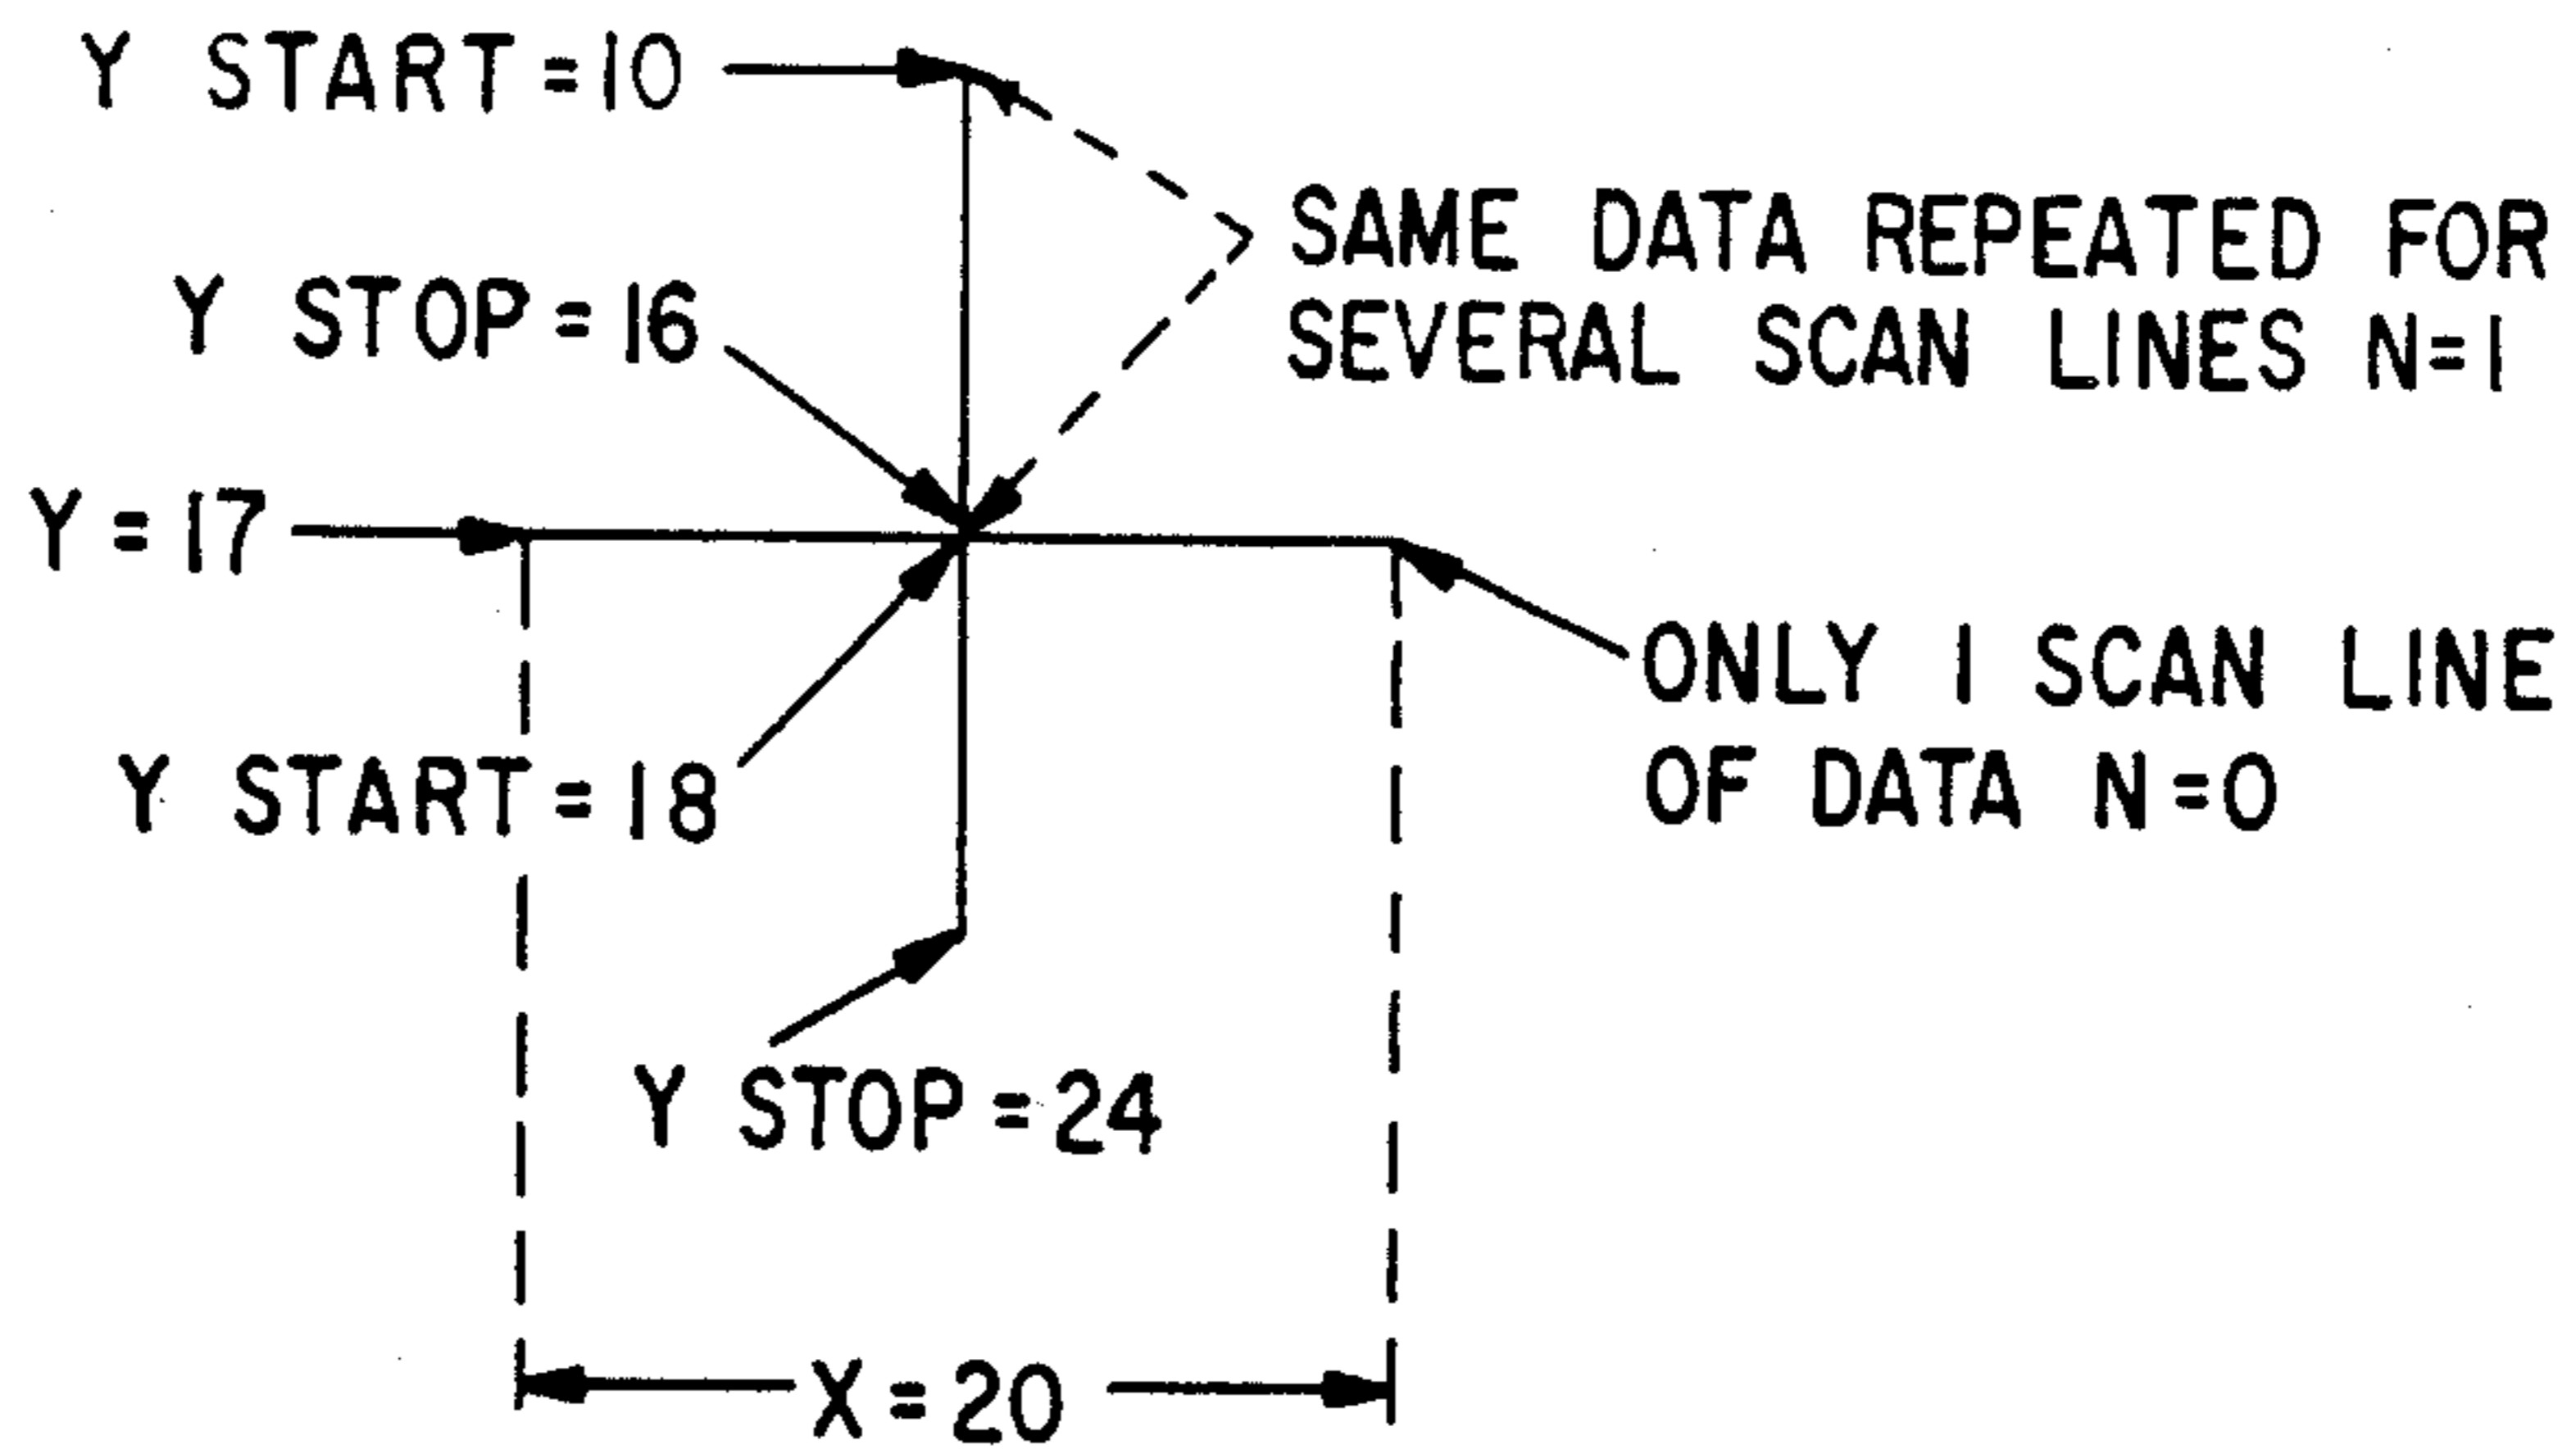 Y START=10
SAME DATA REPEATED FOR
SEVERAL SCAN LINES N=1
Y STOP=16
Y=17
ONLY 1 SCAN LINE
OF DATA N=0
Y START=18
Y STOP=24
X=20